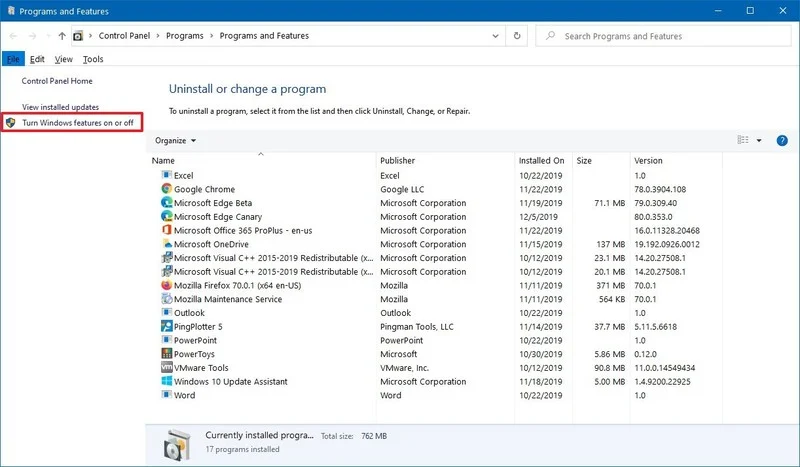 Programs and Features
Control Panel > Programs > Programs and Features
Search Programs and Features
File Edit View Tools
Control Panel Home
View installed updates
Turn Windows features on or off
Uninstall or change a program
To uninstall a program, select it from the list and then click Uninstall, Change, or Repair.
Organize
Name Publisher Installed On Size Version
Excel Excel 10/22/2019 1.0
Google Chrome Google LLC 11/22/2019 78.0.3904.108
Microsoft Edge Beta Microsoft Corporation 11/19/2019 71.1 MB 79.0.309.40
Microsoft Edge Canary Microsoft Corporation 12/5/2019 80.0.353.0
Microsoft Office 365 ProPlus - en-us Microsoft Corporation 11/22/2019 16.0.11328.20468
Microsoft OneDrive Microsoft Corporation 11/15/2019 137 MB 19.192.0926.0012
Microsoft Visual C++ 2015-2019 Redistributable (x... Microsoft Corporation 10/12/2019 23.1 MB 14.20.27508.1
Microsoft Visual C++ 2015-2019 Redistributable (x... Microsoft Corporation 10/12/2019 20.1 MB 14.20.27508.1
Mozilla Firefox 70.0.1 (x64 en-US) Mozilla 11/11/2019 371 MB 70.0.1
Mozilla Maintenance Service Mozilla 11/11/2019 564 KB 70.0.1
Outlook Outlook 10/22/2019 1.0
PingPlotter 5 Pingman Tools, LLC 11/14/2019 37.7 MB 5.11.5.6618
PowerPoint PowerPoint 10/22/2019 1.0
PowerToys Microsoft 10/30/2019 5.86 MB 0.12.0
VMware Tools VMware, Inc. 10/12/2019 90.8 MB 11.0.0.14549434
Windows 10 Update Assistant Microsoft Corporation 11/18/2019 5.00 MB 1.4.9200.22925
Word Word 10/22/2019 1.0
Currently installed progra... Total size: 762 MB
17 programs installed